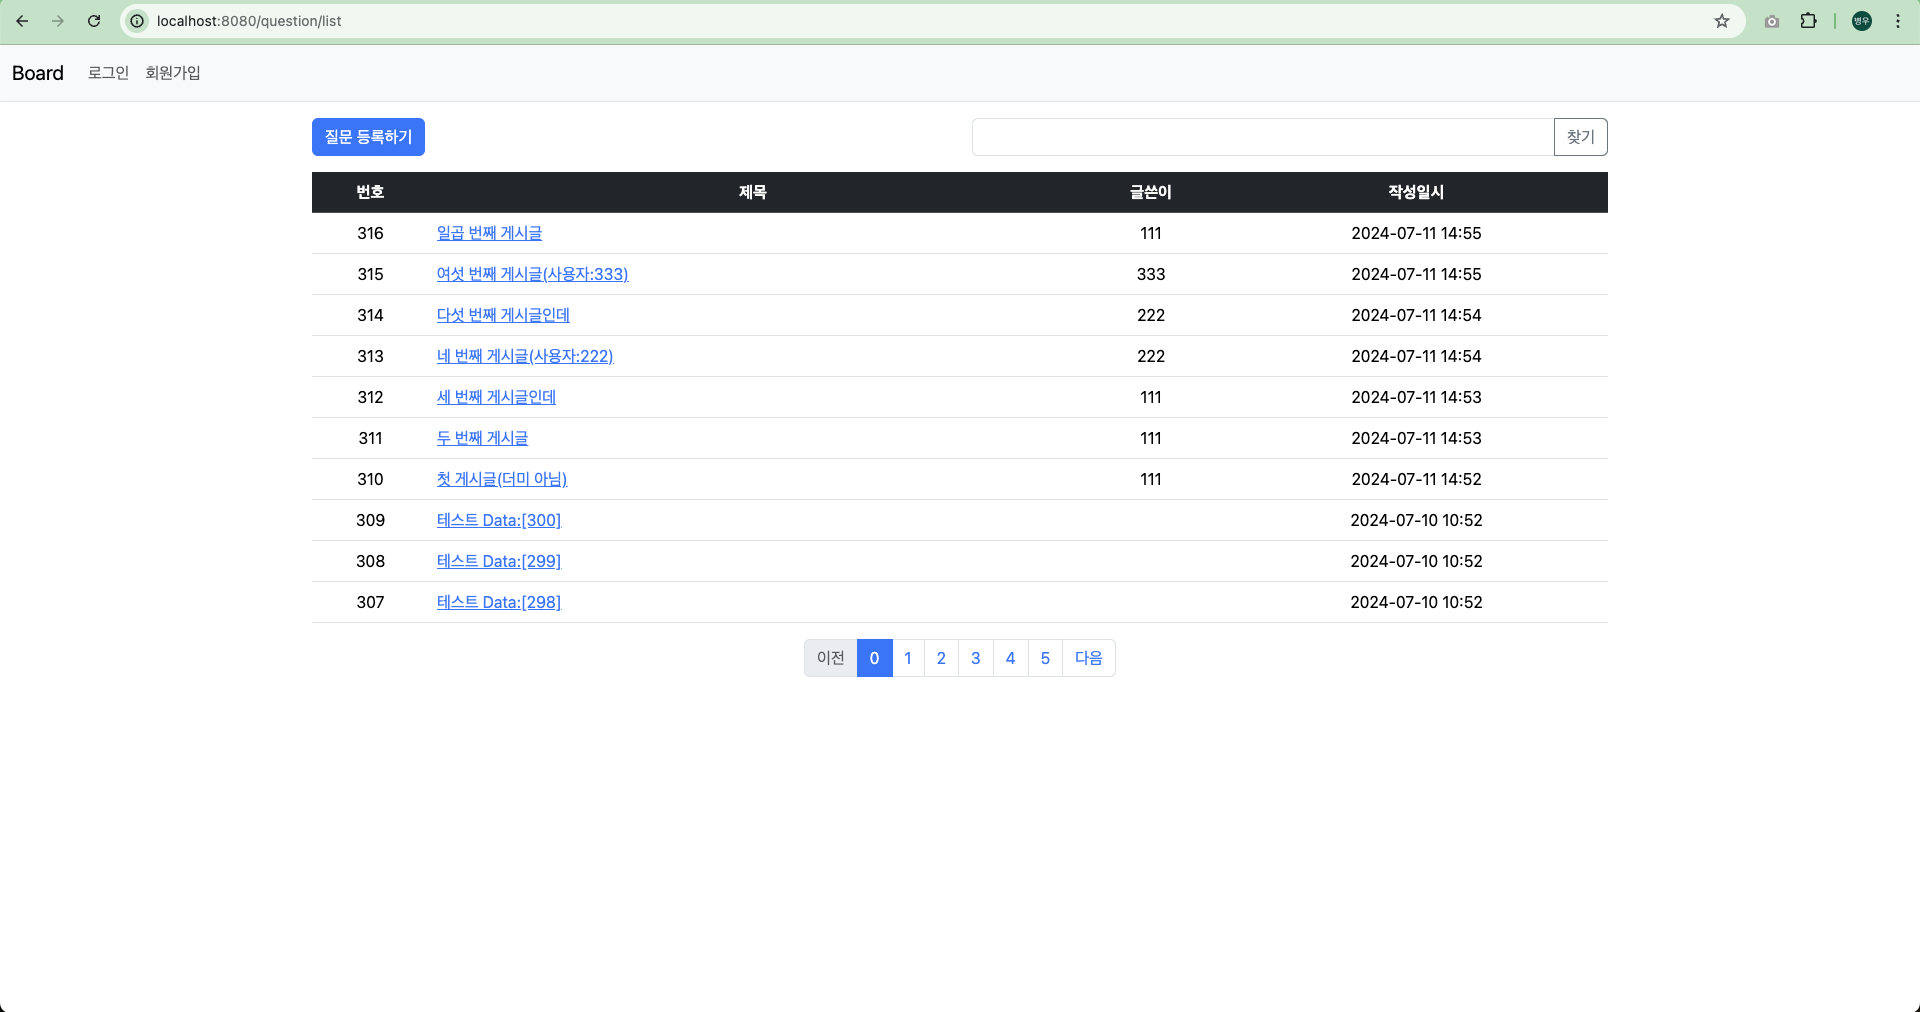 localhost:8080/question/list
병우
Board 로그인 회원가입
질문 등록하기 찾기
번호 제목 글쓴이 작성일시
316 일곱 번째 게시글 111 2024-07-11 14:55
315 여섯 번째 게시글(사용자:333) 333 2024-07-11 14:55
314 다섯 번째 게시글인데 222 2024-07-11 14:54
313 네 번째 게시글(사용자:222) 222 2024-07-11 14:54
312 세 번째 게시글인데 111 2024-07-11 14:53
311 두 번째 게시글 111 2024-07-11 14:53
310 첫 게시글(더미 아님) 111 2024-07-11 14:52
309 테스트 Data:[300] 2024-07-10 10:52
308 테스트 Data:[299] 2024-07-10 10:52
307 테스트 Data:[298] 2024-07-10 10:52
이전 0 1 2 3 4 5 다음